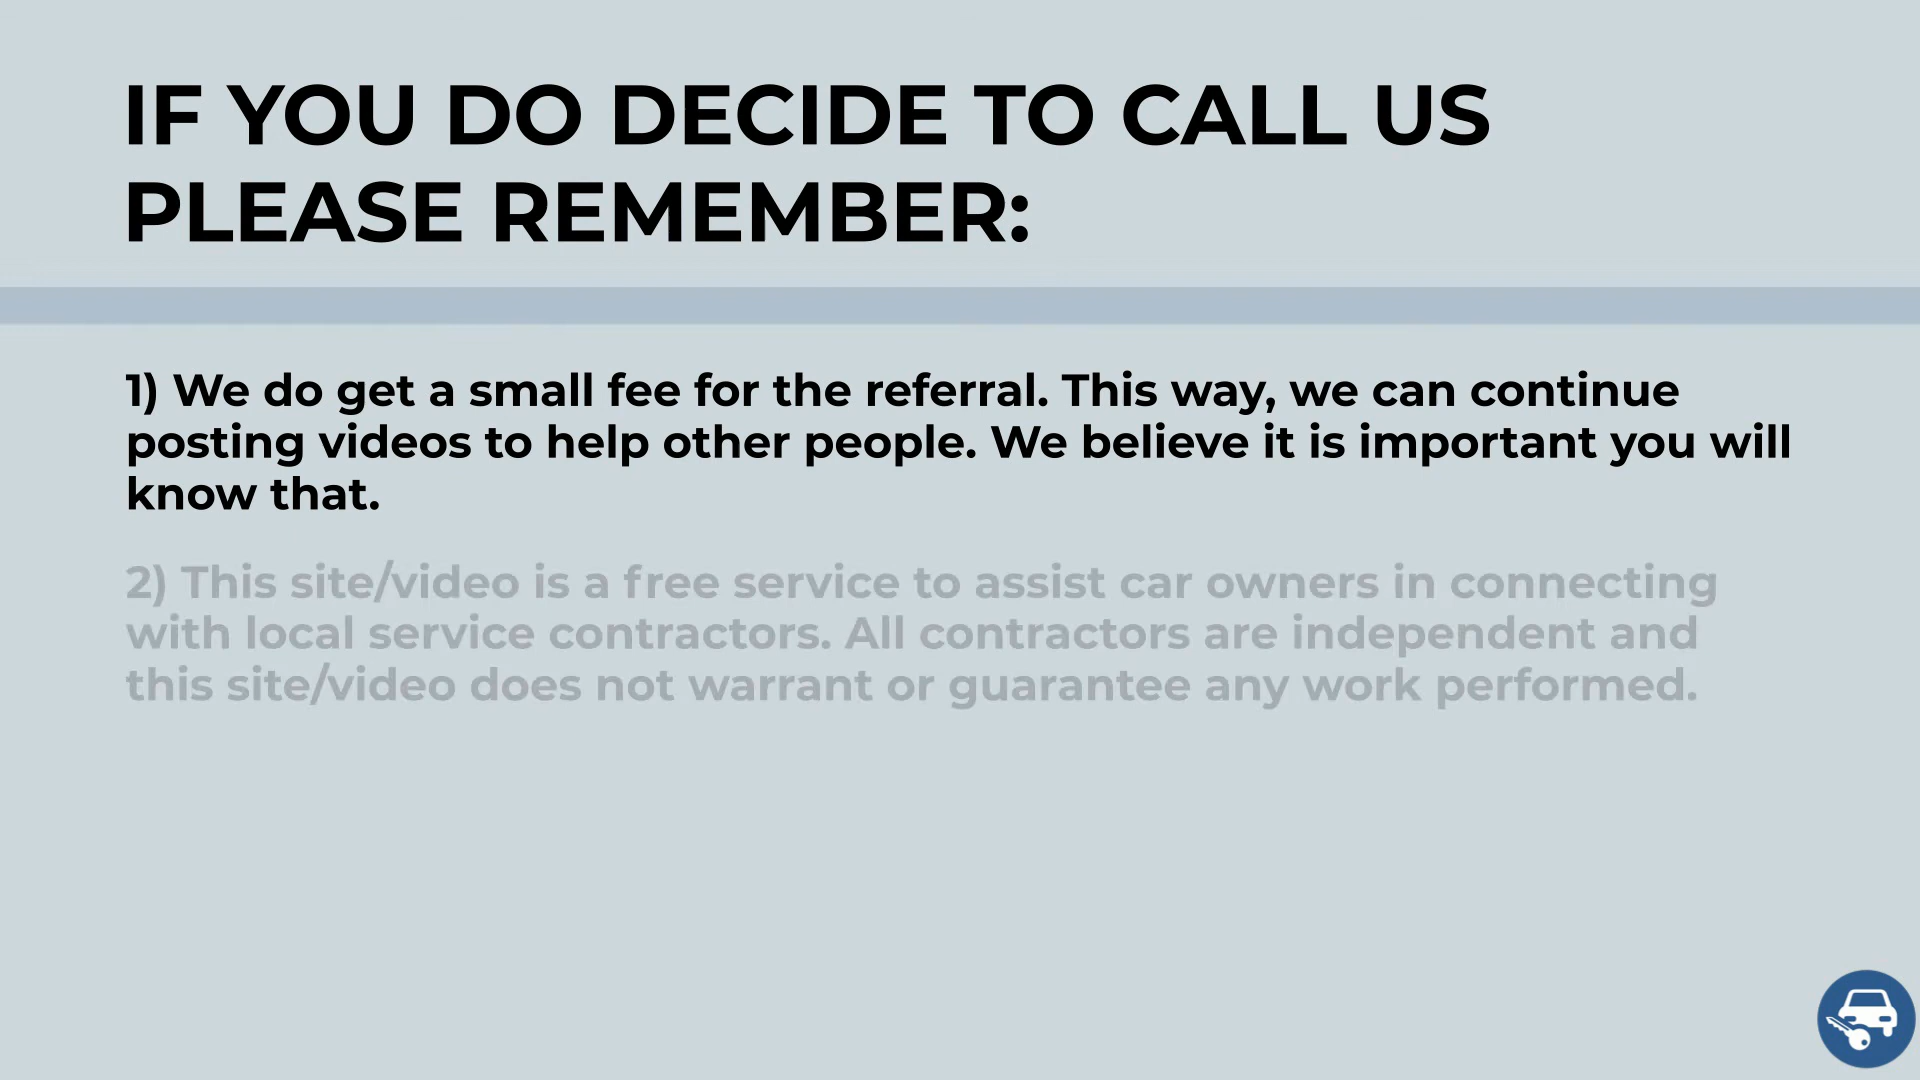 IF YOU DO DECIDE TO CALL US
PLEASE REMEMBER:
1) We do get a small fee for the referral. This way, we can continue
posting videos to help other people. We believe it is important you will
know that.
2) This site/video is a free service to assist car owners in connecting
with local service contractors. All contractors are independent and
this site/video does not warrant or guarantee any work performed.